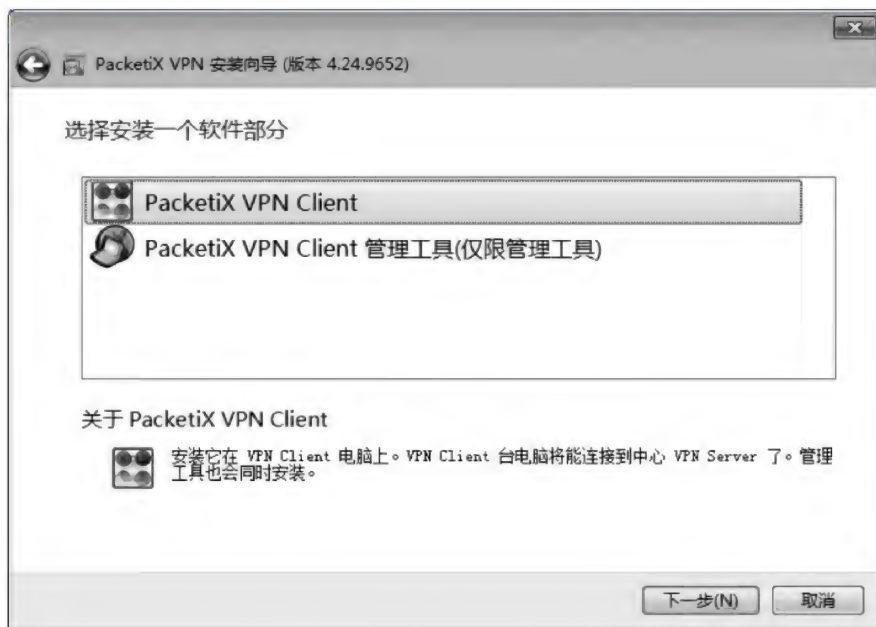 PacketiX VPN 安装向导 (版本 4.24.9652)
选择安装一个软件部分
PacketiX VPN Client
PacketiX VPN Client 管理工具(仅限管理工具)
关于 PacketiX VPN Client
安装它在 VPN Client 电脑上。VPN Client 台电脑将能连接到中心 VPN Server 了。管理
工具也会同时安装。
下一步(N)
取消